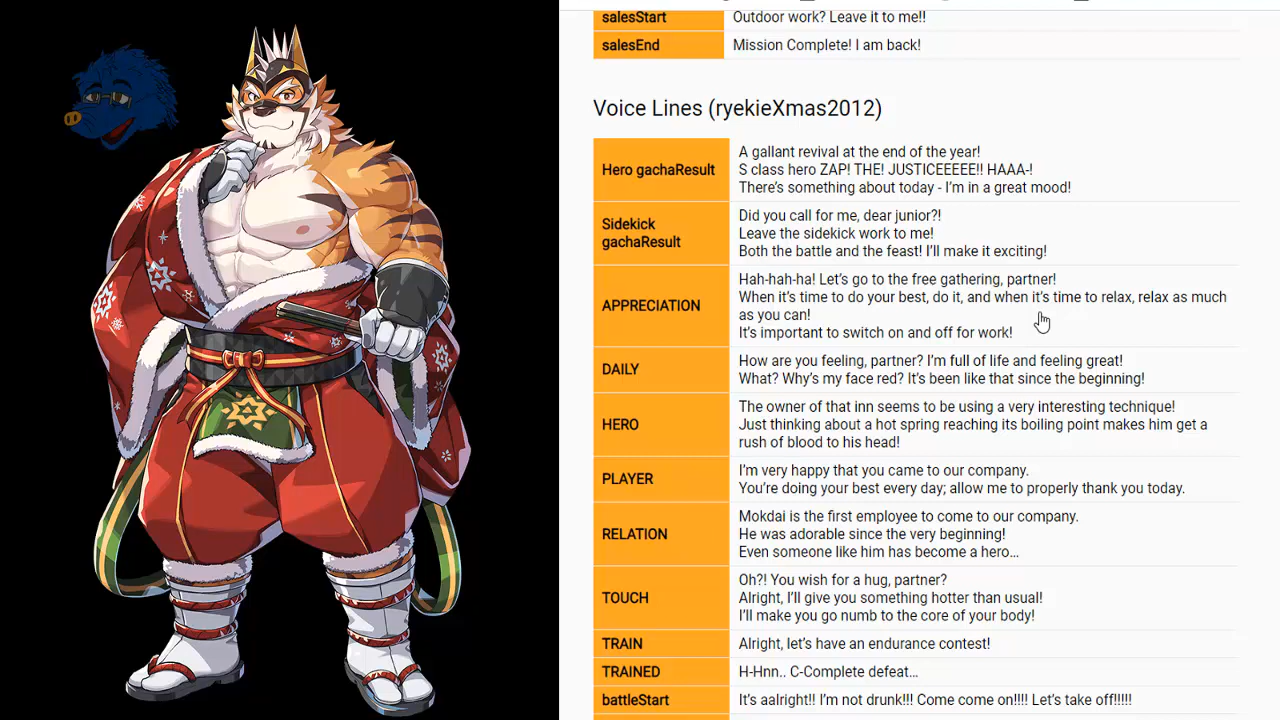 salesStart Outdoor work? Leave it to me!!
salesEnd Mission Complete! I am back!
Voice Lines (ryekieXmas2012)
Hero gachaResult
A gallant revival at the end of the year!
S class hero ZAP! THE! JUSTICEEEEE!! HAAA-!
There's something about today - I'm in a great mood!
Sidekick
gachaResult
Did you call for me, dear junior?!
Leave the sidekick work to me!
Both the battle and the feast! I'll make it exciting!
APPRECIATION
Hah-hah-ha! Let's go to the free gathering, partner!
When it's time to do your best, do it, and when it's time to relax, relax as much
as you can!
It's important to switch on and off for work!
DAILY
How are you feeling, partner? I'm full of life and feeling great!
What? Why's my face red? It's been like that since the beginning!
HERO
The owner of that inn seems to be using a very interesting technique!
Just thinking about a hot spring reaching its boiling point makes him get a
rush of blood to his head!
PLAYER
I'm very happy that you came to our company.
You're doing your best every day; allow me to properly thank you today.
RELATION
Mokdai is the first employee to come to our company.
He was adorable since the very beginning!
Even someone like him has become a hero...
TOUCH
Oh?! You wish for a hug, partner?
Alright, I'll give you something hotter than usual!
I'll make you go numb to the core of your body!
TRAIN Alright, let's have an endurance contest!
TRAINED H-Hnn.. C-Complete defeat...
battleStart It's aalright!! I'm not drunk!!! Come come on!!!! Let's take off!!!!!